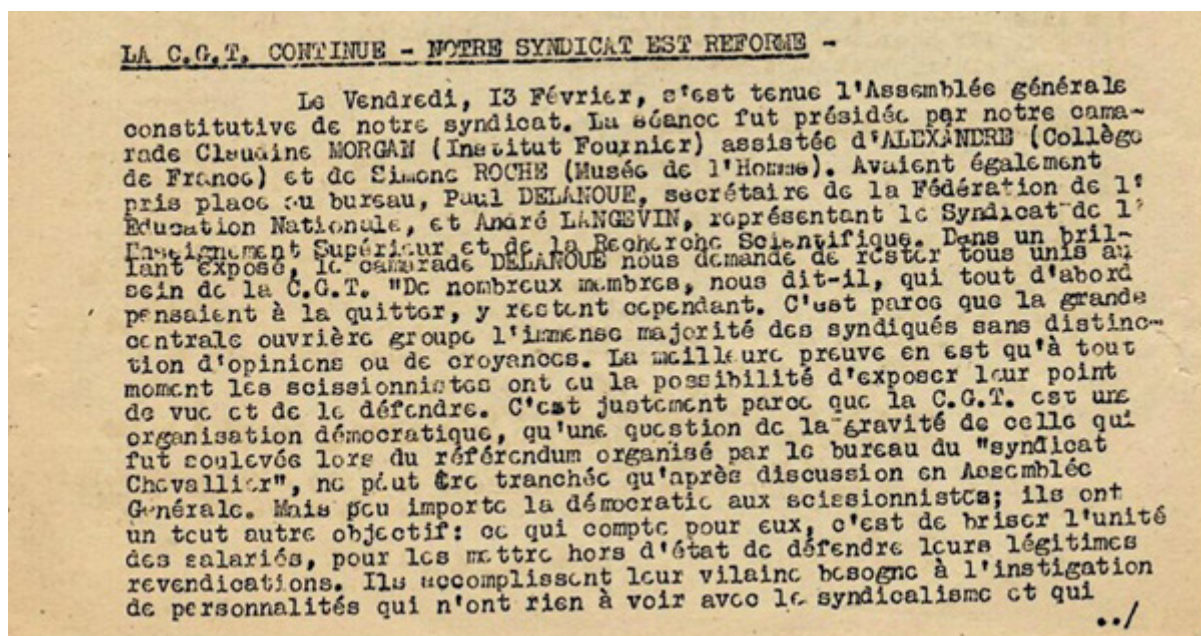 LA C.G.T. CONTINUE - NOTRE SYNDICAT EST REFORME -
Le Vendredi, I3 Février, s'est tenue l'Assemblée générale
constitutive de notre syndicat. La séance fut présidée par notre cama-
rade Claudine MORGAN (Institut Fournier) assistée d'ALEXANDRE (Collège
de France) et de Simone ROCHE (Musée de l'Homme). Avaient également
pris place au bureau, Paul DELANOUE, secrétaire de la Fédération de l'
Education Nationale, et André LANGEVIN, représentant le Syndicat de l'
Enseignement Supérieur et de la Recherche Scientifique. Dans un bril-
lant exposé, le camarade DELANOUE nous demande de rester tous unis au
sein de la C.G.T. "De nombreux membres, nous dit-il, qui tout d'abord
pensaient à la quitter, y restent cependant. C'est parce que la grande
centrale ouvrière groupe l'immense majorité des syndiqués sans distinc-
tion d'opinions ou de croyances. La meilleure preuve en est qu'à tout
moment les scissionnistes ont eu la possibilité d'exposer leur point
de vue et de le défendre. C'est justement parce que la C.G.T. est une
organisation démocratique, qu'une question de la gravité de celle qui
fut soulevée lors du référendum organisé par le bureau du "syndicat
Chevallier", ne peut être tranchée qu'après discussion en Assemblée
Générale. Mais peu importe la démocratie aux scissionnistes; ils ont
un tout autre objectif: ce qui compte pour eux, c'est de briser l'unité
des salariés, pour les mettre hors d'état de défendre leurs légitimes
revendications. Ils accomplissent leur vilaine besogne à l'instigation
de personnalités qui n'ont rien à voir avec le syndicalisme et qui
../